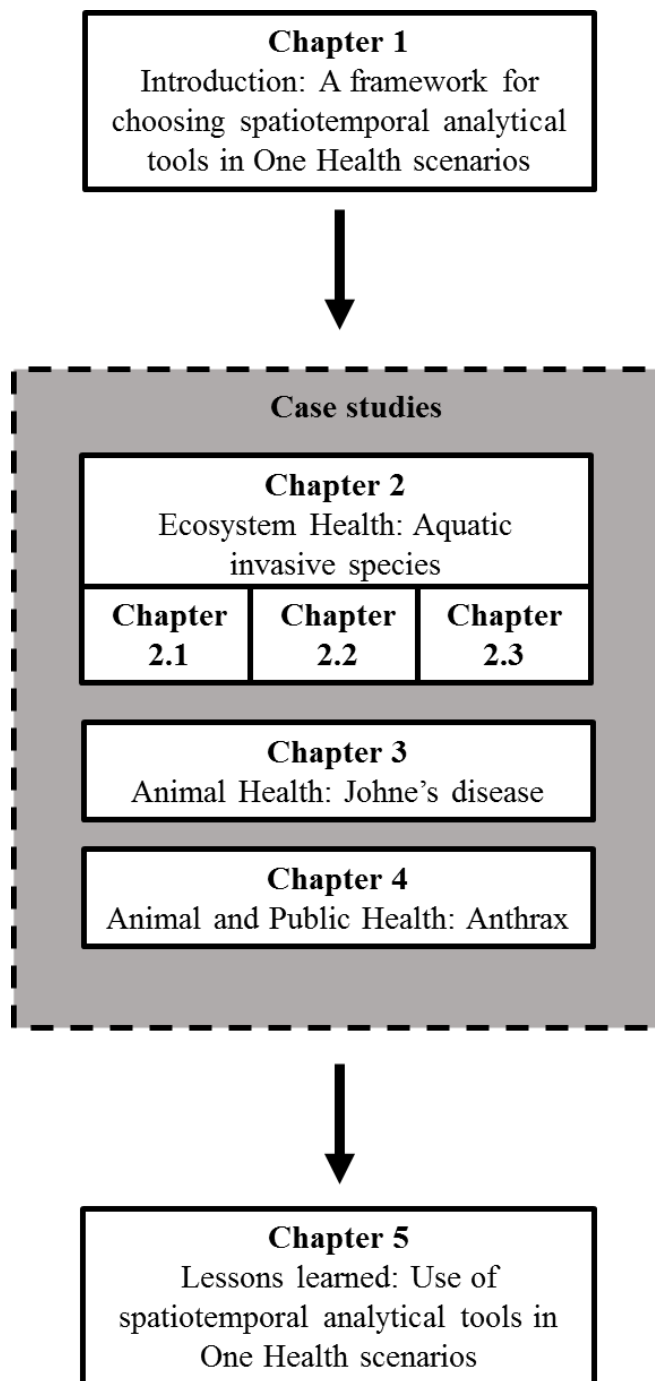 Chapter 1
Introduction: A framework for
choosing spatiotemporal analytical
tools in One Health scenarios
Case studies
Chapter 2
Ecosystem Health: Aquatic
invasive species
Chapter
2.1
Chapter
2.2
Chapter
2.3
Chapter 3
Animal Health: Johne’s disease
Chapter 4
Animal and Public Health: Anthrax
Chapter 5
Lessons learned: Use of
spatiotemporal analytical tools in
One Health scenarios